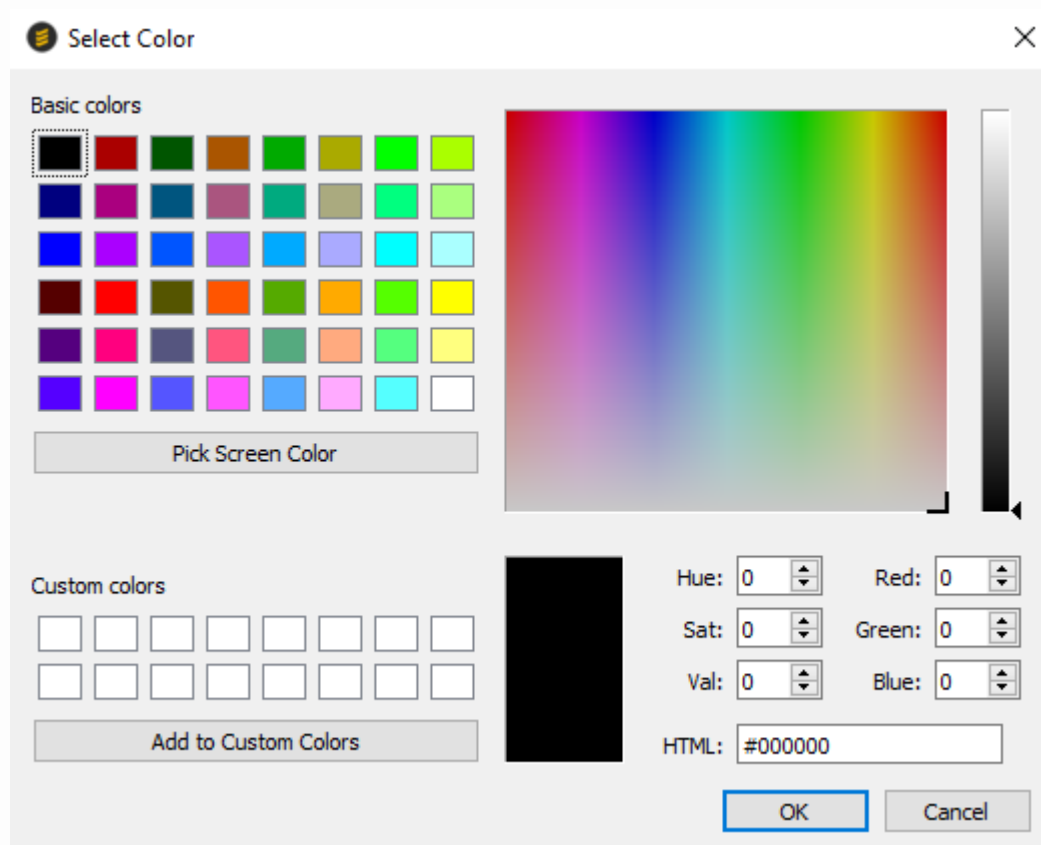 Select Color
Basic colors
Pick Screen Color
Custom colors
Add to Custom Colors
Hue: 0 Red: 0
Sat: 0 Green: 0
Val: 0 Blue: 0
HTML: #000000
OK Cancel